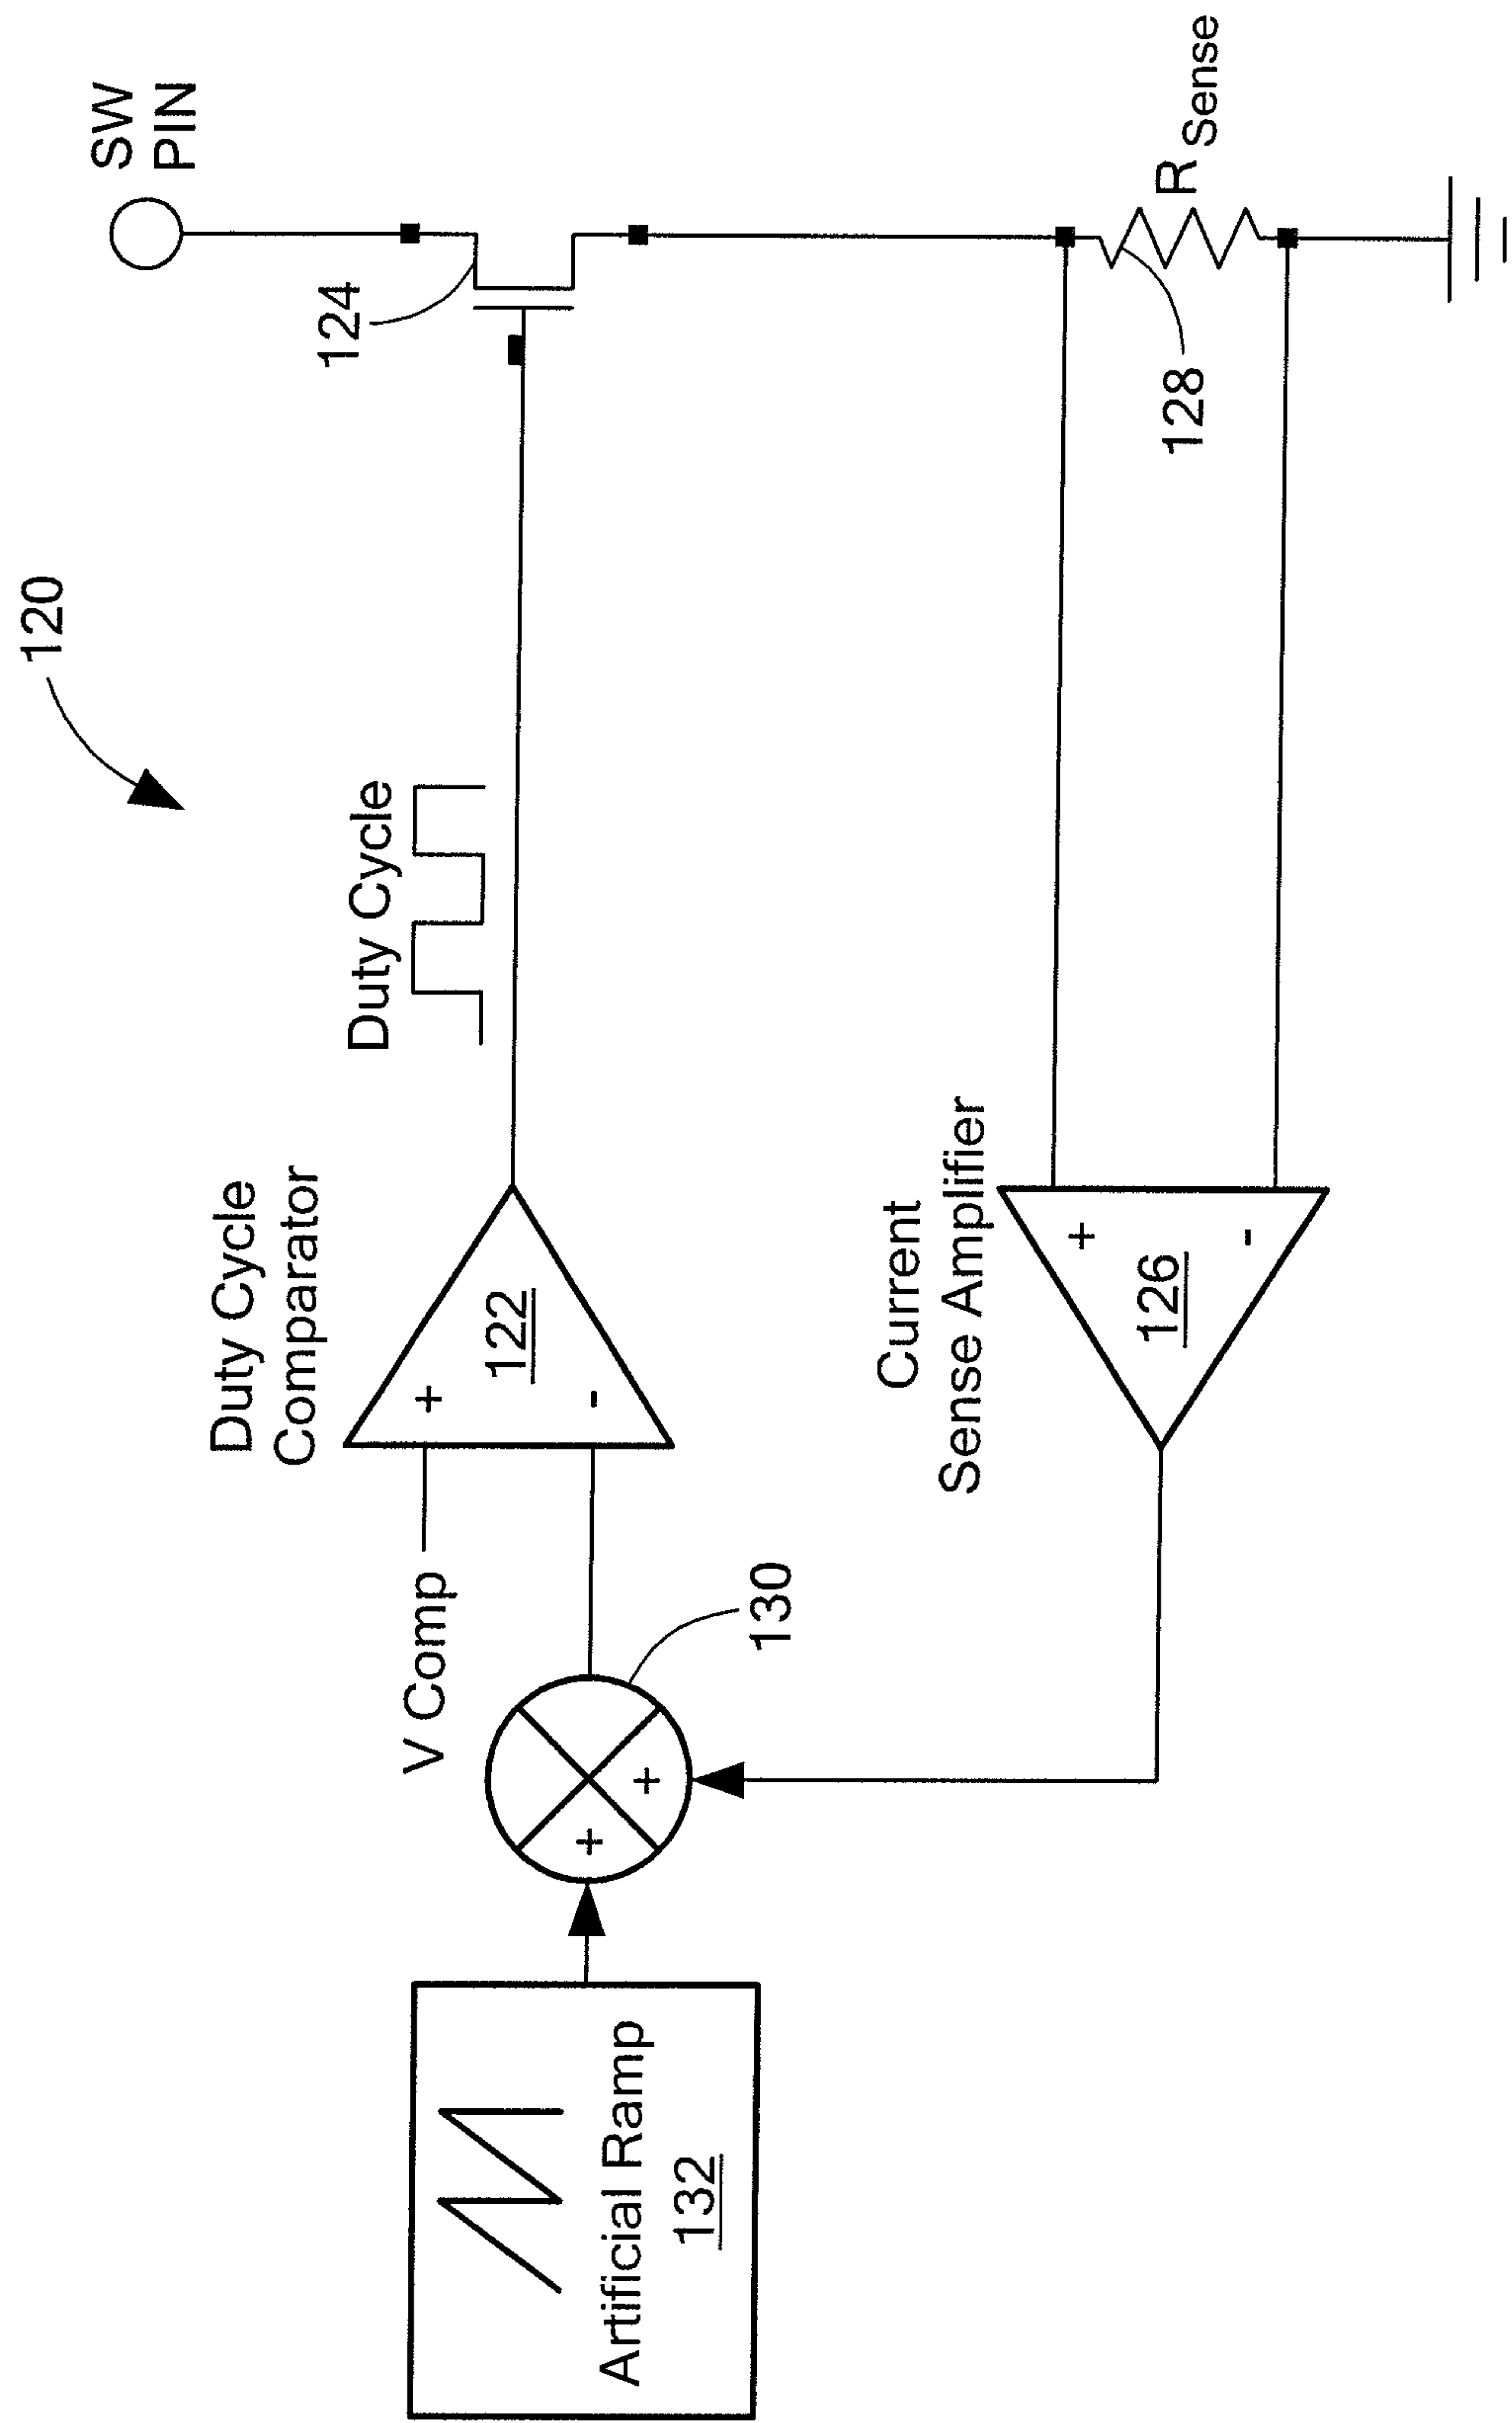 120
SW
PIN
124
Duty Cycle
Duty Cycle
Comparator
+
-
122
V Comp
130
+
+
Artificial Ramp
132
Current
Sense Amplifier
+
-
126
128
R Sense